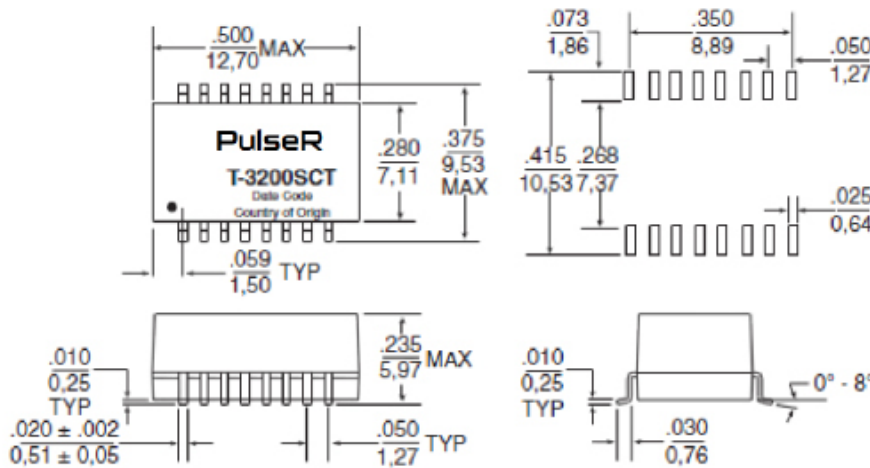 .500
12,70
MAX
PulseR
T-3200SCT
Date Code
Country of Origin
.280
7,11
.375
9,53
MAX
.059
1,50
TYP
.073
1,86
.350
8,89
.050
1,27
.415
10,53
.268
7,37
.025
0,64
.010
0,25
TYP
.020 ± .002
0,51 ± 0,05
.235
5,97
MAX
.050
1,27
TYP
.010
0,25
TYP
.030
0,76
0° - 8°